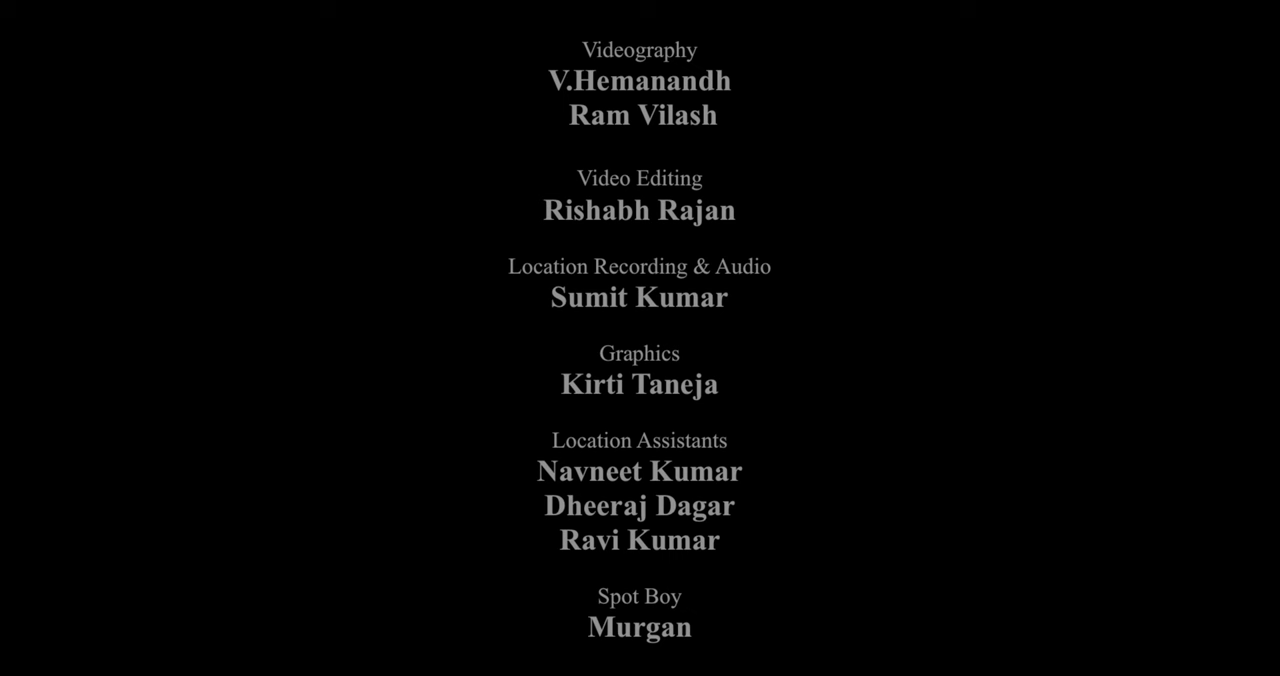 Videography
V.Hemanandh
Ram Vilash
Video Editing
Rishabh Rajan
Location Recording & Audio
Sumit Kumar
Graphics
Kirti Taneja
Location Assistants
Navneet Kumar
Dheeraj Dagar
Ravi Kumar
Spot Boy
Murgan